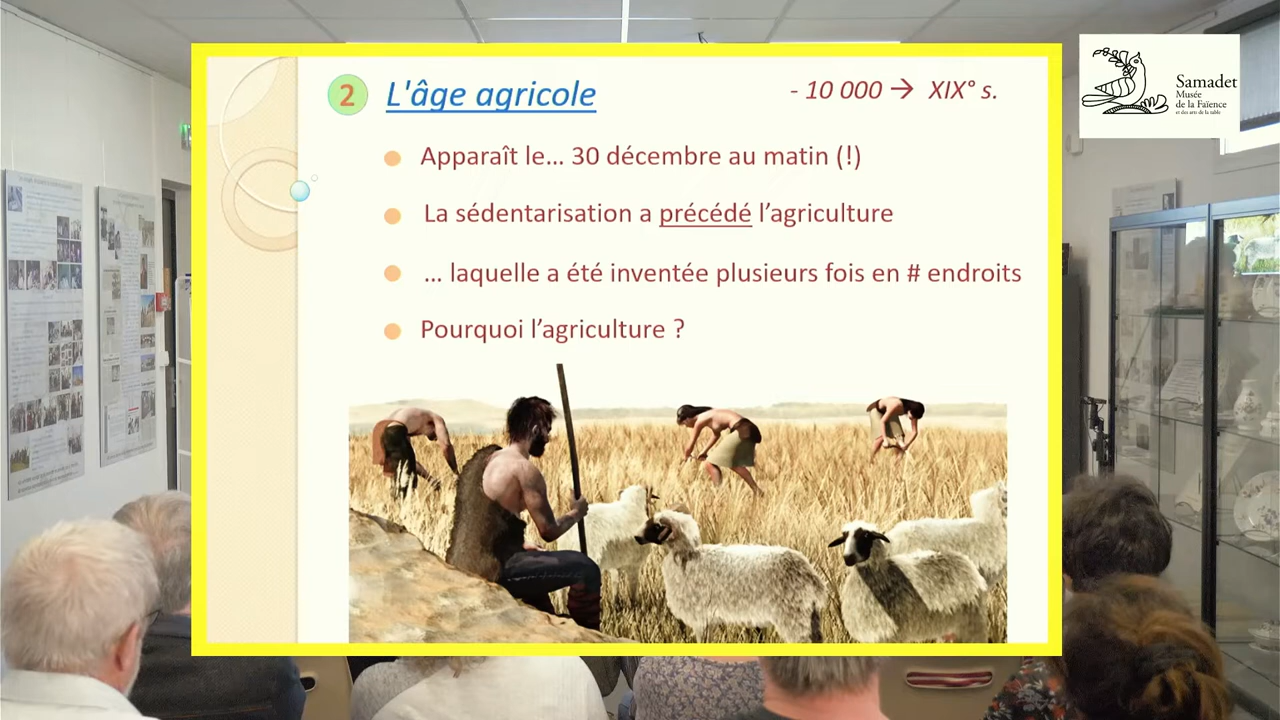 2 L'âge agricole - 10 000 → XIX° s.
Apparaît le... 30 décembre au matin (!)
La sédentarisation a précédé l'agriculture
... laquelle a été inventée plusieurs fois en # endroits
Pourquoi l'agriculture ?
Samadet
Musée
de la Faïence
et des arts de la table